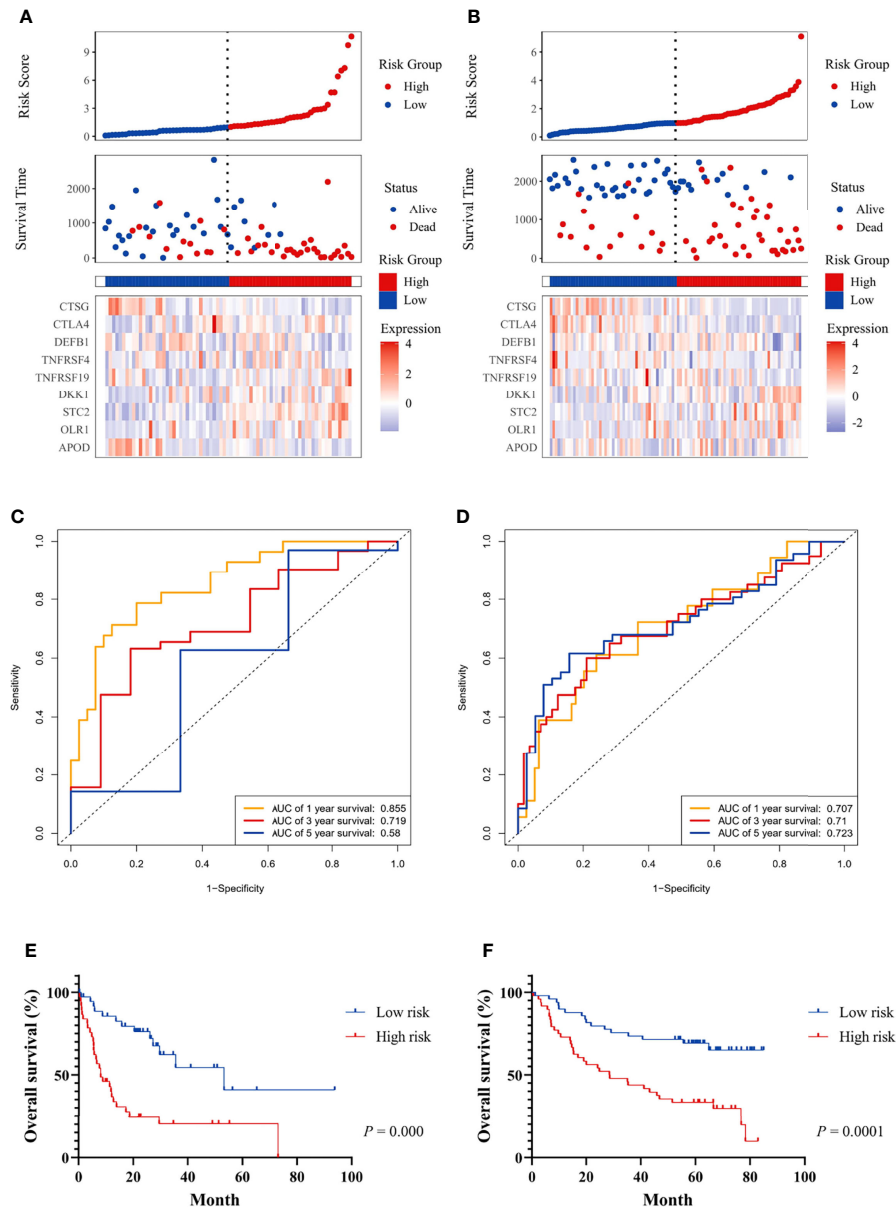 A
Risk Score
9
6
3
0
Risk Group
High
Low
Survival Time
2000
1000
0
Status
Alive
Dead
Risk Group
High
Low
CTSG
CTLA4
DEFB1
TNFRSF4
TNFRSF19
DKK1
STC2
OLR1
APOD
Expression
4
2
0
B
Risk Score
6
4
2
0
Risk Group
High
Low
Survival Time
2000
1000
0
Status
Alive
Dead
Risk Group
High
Low
CTSG
CTLA4
DEFB1
TNFRSF4
TNFRSF19
DKK1
STC2
OLR1
APOD
Expression
4
2
0
-2
C
Sensitivity
1.0
0.8
0.6
0.4
0.2
0.0
AUC of 1 year survival: 0.855
AUC of 3 year survival: 0.719
AUC of 5 year survival: 0.58
0.0 0.2 0.4 0.6 0.8 1.0
1−Specificity
D
Sensitivity
1.0
0.8
0.6
0.4
0.2
0.0
AUC of 1 year survival: 0.707
AUC of 3 year survival: 0.71
AUC of 5 year survival: 0.723
0.0 0.2 0.4 0.6 0.8 1.0
1−Specificity
E
Overall survival (%)
100
50
0
Low risk
High risk
P = 0.000
0 20 40 60 80 100
Month
F
Overall survival (%)
100
50
0
Low risk
High risk
P = 0.0001
0 20 40 60 80 100
Month